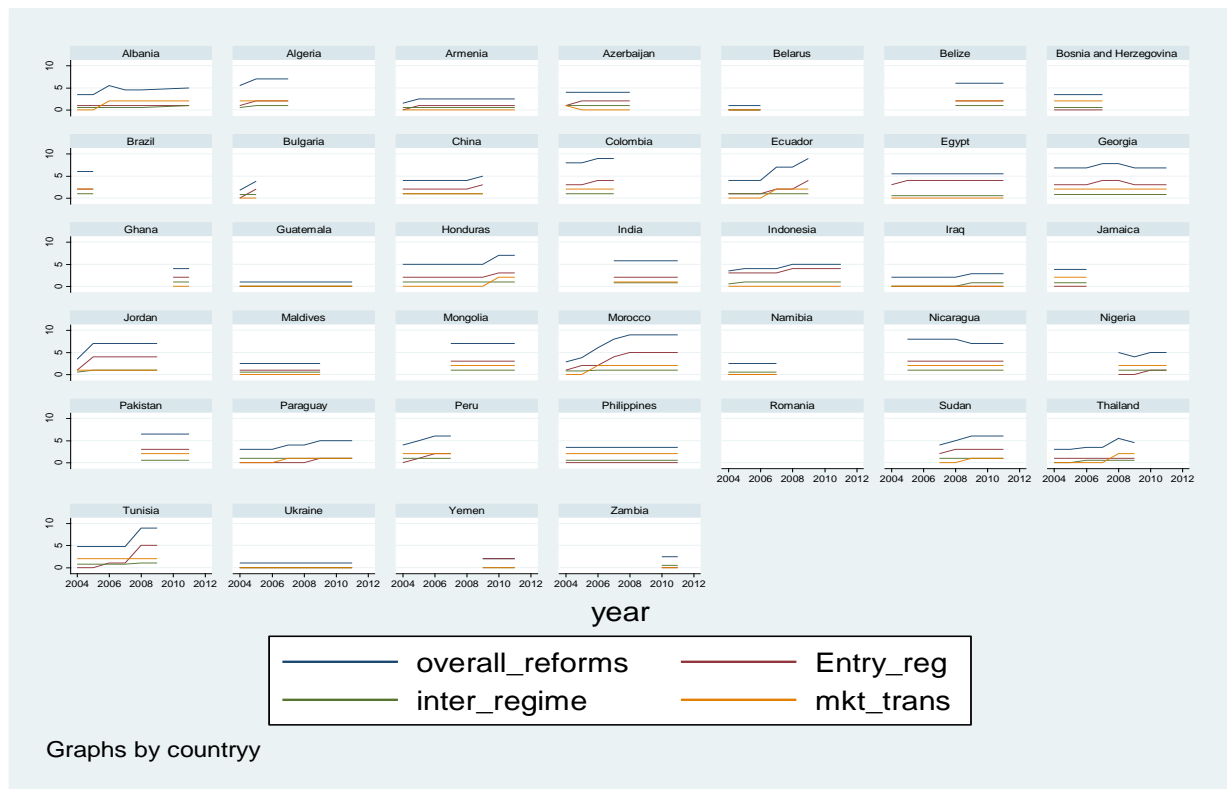 Albania Algeria Armenia Azerbaijan Belarus Belize Bosnia and Herzegovina
10
5
0
Brazil Bulgaria China Colombia Ecuador Egypt Georgia
10
5
0
Ghana Guatemala Honduras India Indonesia Iraq Jamaica
10
5
0
Jordan Maldives Mongolia Morocco Namibia Nicaragua Nigeria
10
5
0
Pakistan Paraguay Peru Philippines Romania Sudan Thailand
10
5
0
2004 2006 2008 2010 2012 2004 2006 2008 2010 2012 2004 2006 2008 2010 2012
Tunisia Ukraine Yemen Zambia
10
5
0
2004 2006 2008 2010 2012 2004 2006 2008 2010 2012 2004 2006 2008 2010 2012 2004 2006 2008 2010 2012
year
overall_reforms Entry_reg
inter_regime mkt_trans
Graphs by countryy